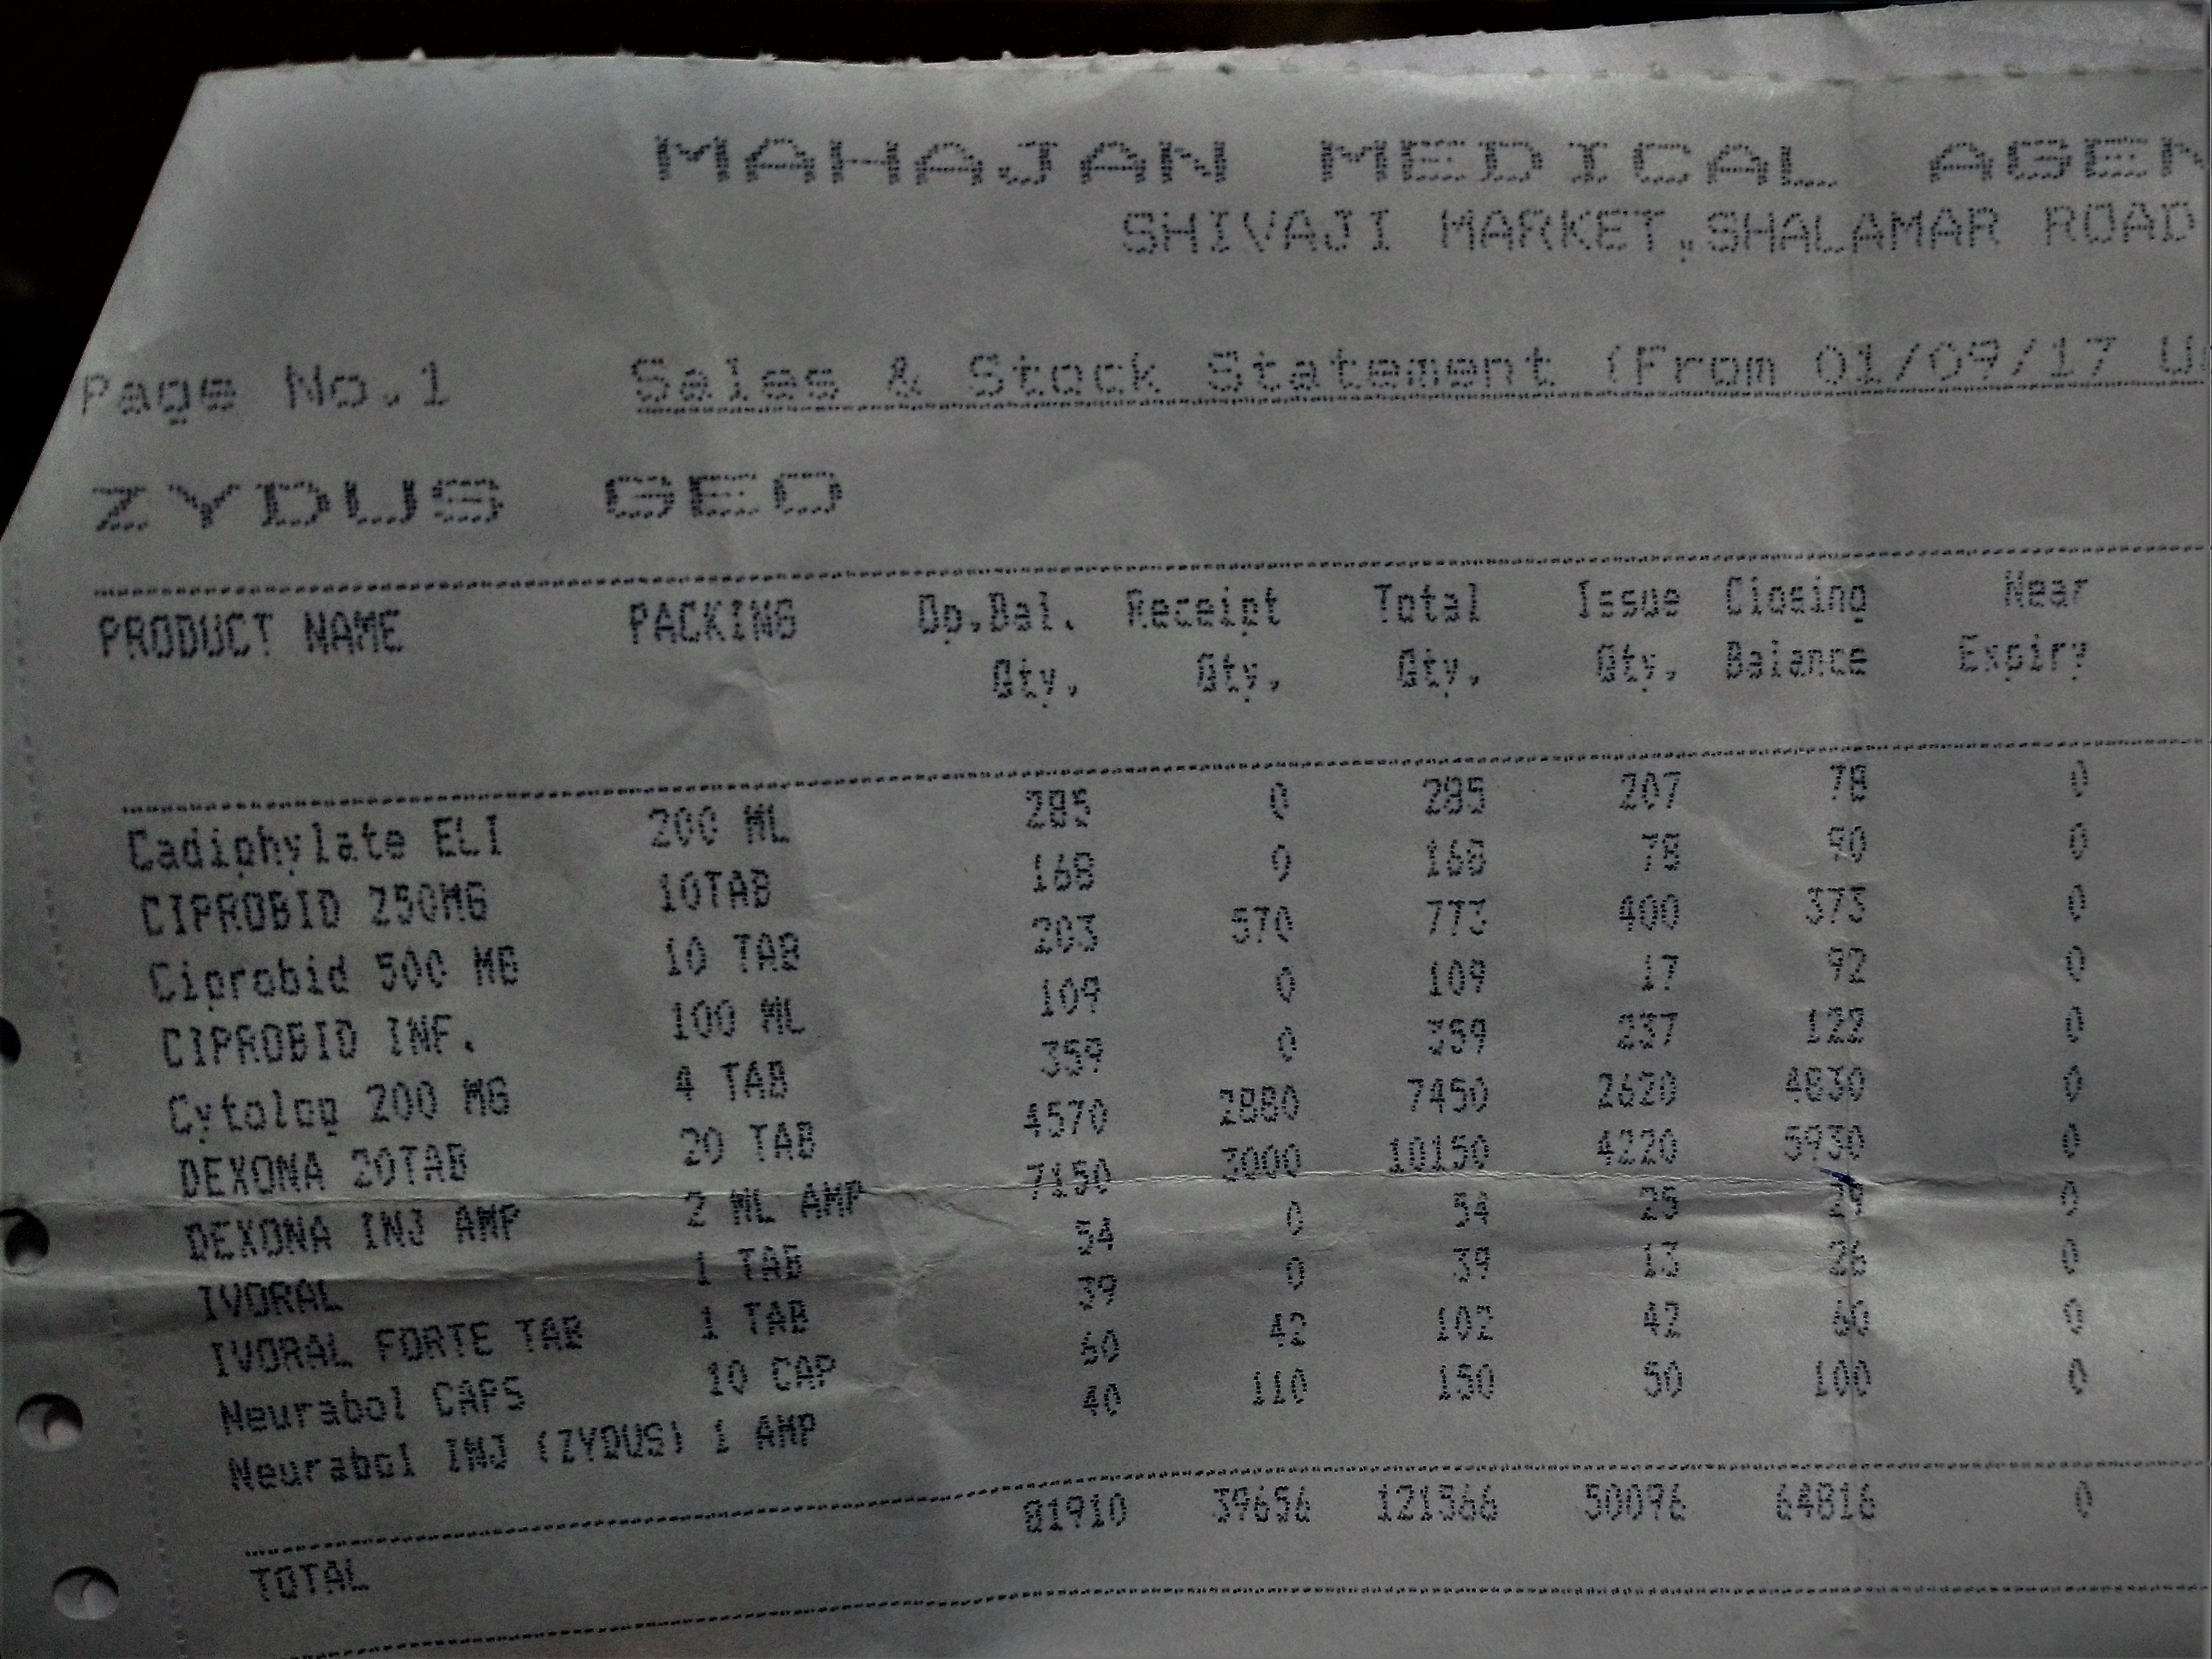 MAHAJAN MEDICAL AGEN
SHIVAJI MARKET,SHALAMAR ROAD
Page No.1 Sales & Stock Statement (From 01/09/17
ZYDUS GEO
PRODUCT NAME PACKING Op.Bal. Receipt Total Issue Closing Near
Qty. Qty. Qty. Qty. Balance Expiry
Cadiphylate ELI 200 ML 285 0 285 207 78 0
CIPROBID 250MG 10TAB 168 0 168 78 90 0
Ciprobid 500 MG 10 TAB 203 570 773 400 373 0
CIPROBID INF. 100 ML 109 0 109 17 92 0
Cytolog 200 MG 4 TAB 359 0 359 237 122 0
DEXONA 20TAB 20 TAB 4570 2880 7450 2620 4830 0
DEXONA INJ AMP 2 ML AMP 7150 3000 10150 4220 5930 0
IVORAL 1 TAB 54 0 54 25 29 0
IVORAL FORTE TAB 1 TAB 39 0 39 13 26 0
Neurabol CAPS 10 CAP 60 42 102 42 60 0
Neurabol INJ (ZYDUS) 1 AMP 40 110 150 50 100 0
TOTAL 81910 39656 121566 50096 64816 0